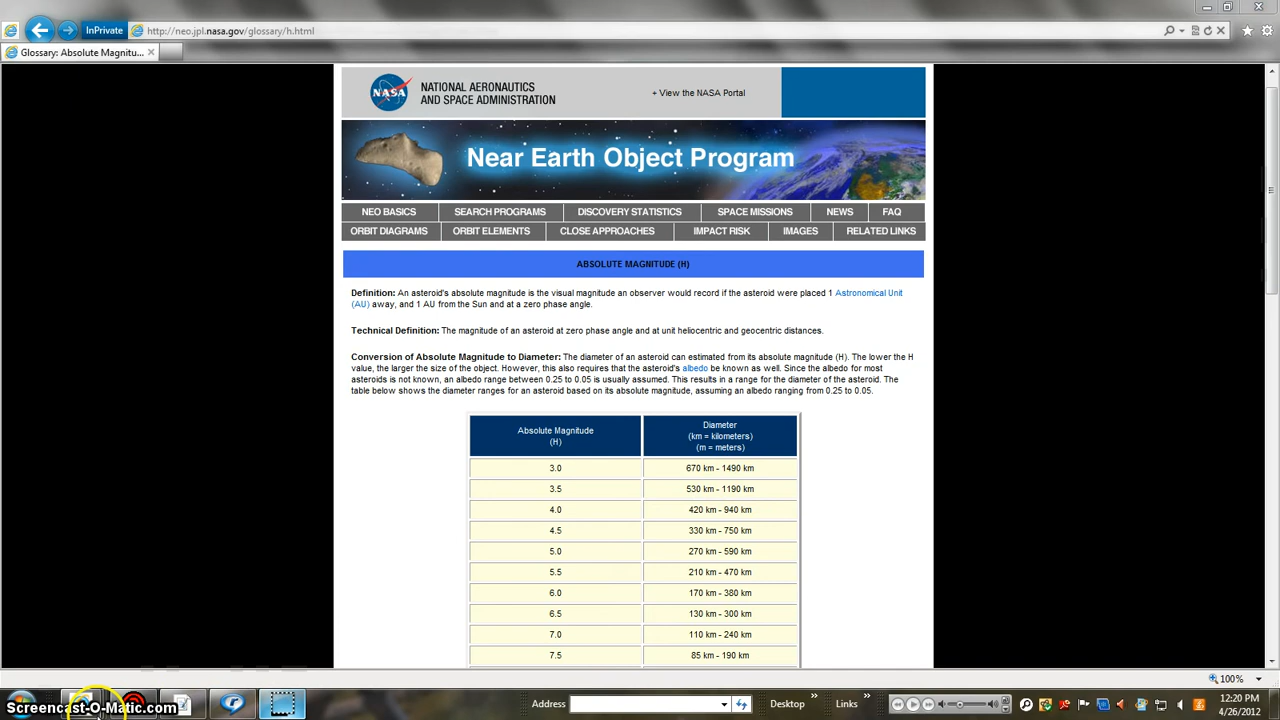 InPrivate
http://neo.jpl.nasa.gov/glossary/h.html
Glossary: Absolute Magnitu...
NASA
NATIONAL AERONAUTICS
AND SPACE ADMINISTRATION
+ View the NASA Portal
Near Earth Object Program
NEO BASICS SEARCH PROGRAMS DISCOVERY STATISTICS SPACE MISSIONS NEWS FAQ
ORBIT DIAGRAMS ORBIT ELEMENTS CLOSE APPROACHES IMPACT RISK IMAGES RELATED LINKS
ABSOLUTE MAGNITUDE (H)
Definition: An asteroid's absolute magnitude is the visual magnitude an observer would record if the asteroid were placed 1 Astronomical Unit
(AU) away, and 1 AU from the Sun and at a zero phase angle.
Technical Definition: The magnitude of an asteroid at zero phase angle and at unit heliocentric and geocentric distances.
Conversion of Absolute Magnitude to Diameter: The diameter of an asteroid can estimated from its absolute magnitude (H). The lower the H
value, the larger the size of the object. However, this also requires that the asteroid's albedo be known as well. Since the albedo for most
asteroids is not known, an albedo range between 0.25 to 0.05 is usually assumed. This results in a range for the diameter of the asteroid. The
table below shows the diameter ranges for an asteroid based on its absolute magnitude, assuming an albedo ranging from 0.25 to 0.05.
Absolute Magnitude
(H)
Diameter
(km = kilometers)
(m = meters)
3.0 670 km - 1490 km
3.5 530 km - 1190 km
4.0 420 km - 940 km
4.5 330 km - 750 km
5.0 270 km - 590 km
5.5 210 km - 470 km
6.0 170 km - 380 km
6.5 130 km - 300 km
7.0 110 km - 240 km
7.5 85 km - 190 km
100%
Screencast-O-Matic.com
Address
Desktop
Links
12:20 PM
4/26/2012